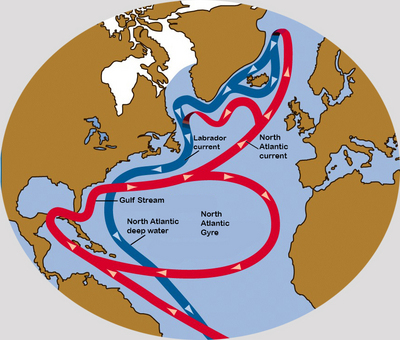 Labrador
current
North
Atlantic
current
Gulf Stream
North Atlantic
deep water
North
Atlantic
Gyre